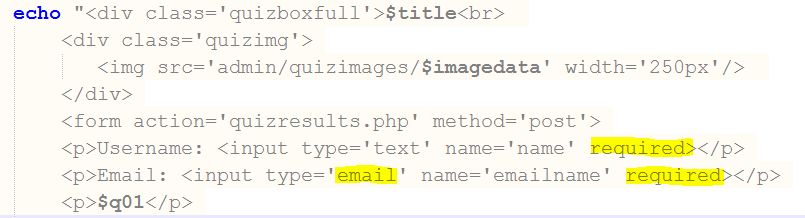 echo "<div class='quizboxfull'>$title<br>
<div class='quizimg'>
<img src='admin/quizimages/$imagedata' width='250px'/>
</div>
<form action='quizresults.php' method='post'>
<p>Username: <input type='text' name='name' required></p>
<p>Email: <input type='email' name='emailname' required></p>
<p>$q01</p>